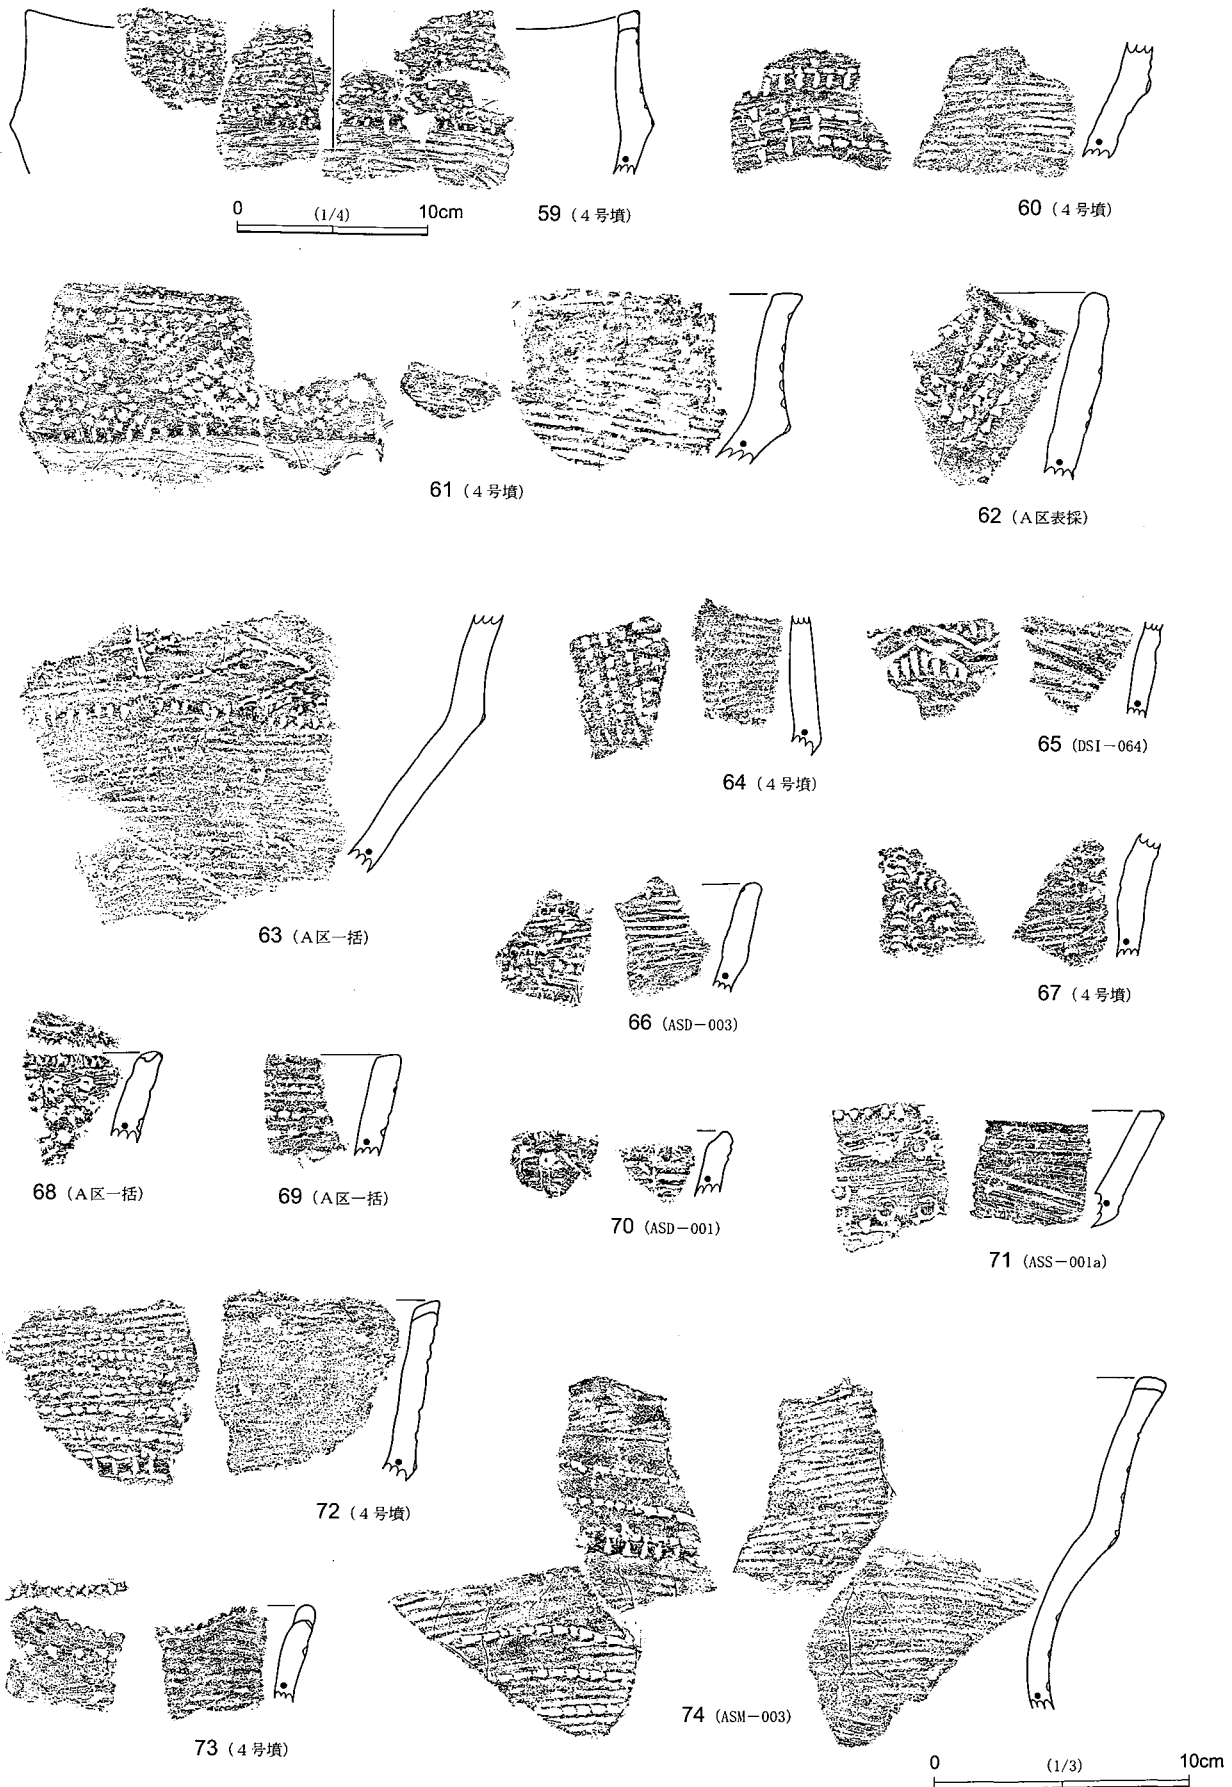 0 (1/4) 10cm
59 (4号墳)
60 (4号墳)
61 (4号墳)
62 (A区表採)
63 (A区一括)
64 (4号墳)
65 (DSI-064)
66 (ASD-003)
67 (4号墳)
68 (A区一括)
69 (A区一括)
70 (ASD-001)
71 (ASS-001a)
72 (4号墳)
73 (4号墳)
74 (ASM-003)
0 (1/3) 10cm